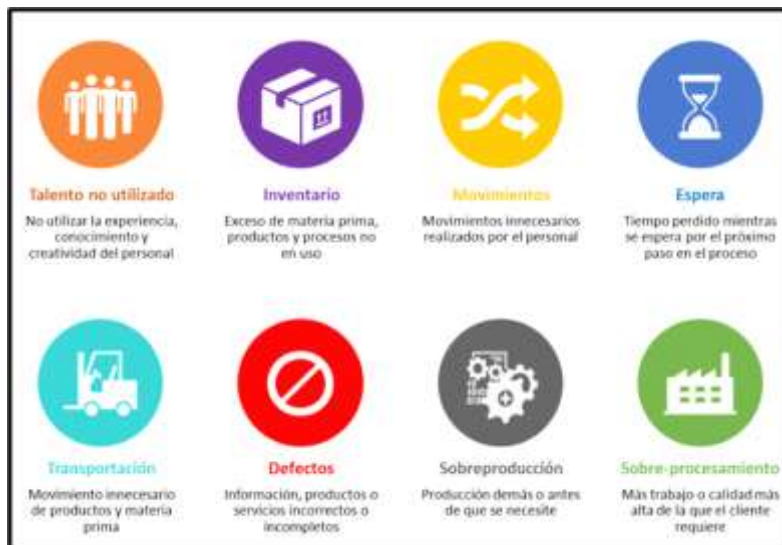 Talento no utilizado
No utilizar la experiencia,
conocimiento y
creatividad del personal
Inventario
Exceso de materia prima,
productos y procesos no
en uso
Movimientos
Movimientos innecesarios
realizados por el personal
Espera
Tiempo perdido mientras
se espera por el próximo
paso en el proceso
Transportación
Movimiento innecesario
de productos y materia
prima
Defectos
Información, productos o
servicios incorrectos o
incompletos
Sobreproducción
Producción demás o antes
de que se necesite
Sobre-procesamiento
Más trabajo o calidad más
alta de la que el cliente
requiere